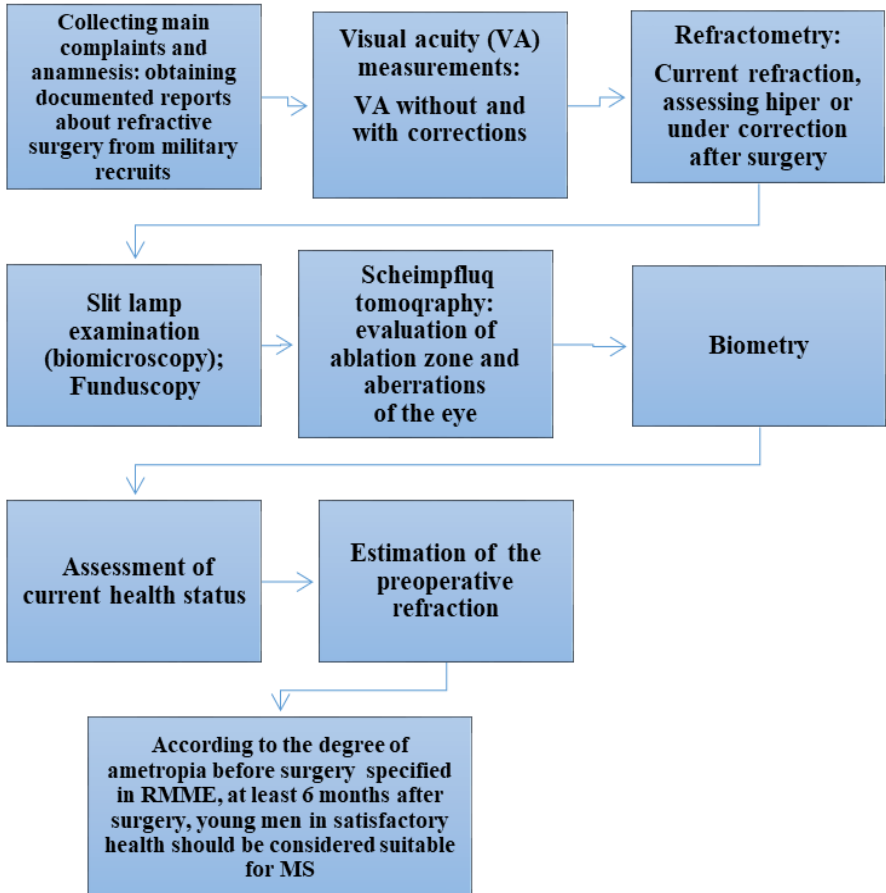 Collecting main
complaints and
anamnesis: obtaining
documented reports
about refractive
surgery from military
recruits
Visual acuity (VA)
measurements:
VA without and
with corrections
Refractometry:
Current refraction,
assessing hiper or
under correction
after surgery
Slit lamp
examination
(biomicroscopy);
Funduscopy
Scheimpfluq
tomoqraphy:
evaluation of
ablation zone and
aberrations
of the eye
Biometry
Assessment of
current health status
Estimation of the
preoperative
refraction
According to the degree of
ametropia before surgery specified
in RMME, at least 6 months after
surgery, young men in satisfactory
health should be considered suitable
for MS